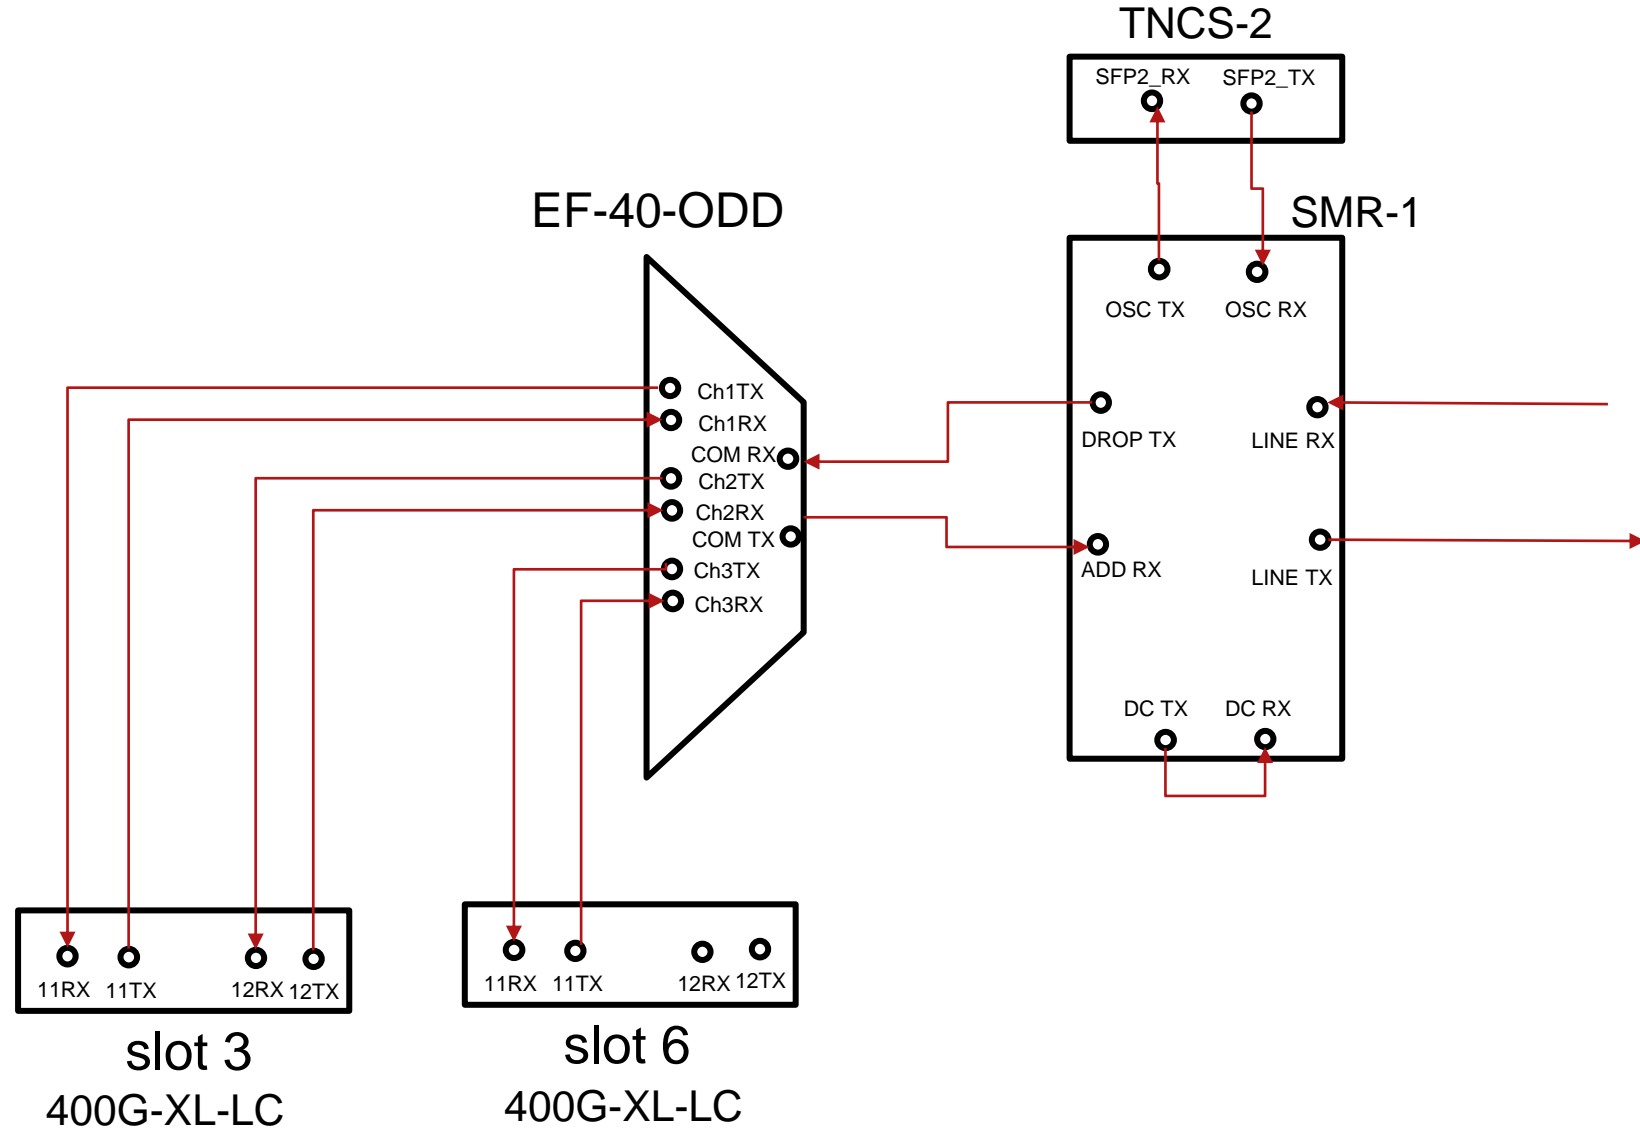 TNCS-2
SFP2_RX
SFP2_TX
EF-40-ODD
SMR-1
OSC TX
OSC RX
Ch1TX
Ch1RX
COM RX
Ch2TX
Ch2RX
COM TX
Ch3TX
Ch3RX
DROP TX
LINE RX
ADD RX
LINE TX
DC TX
DC RX
11RX
11TX
12RX
12TX
slot 3
400G-XL-LC
11RX
11TX
12RX
12TX
slot 6
400G-XL-LC